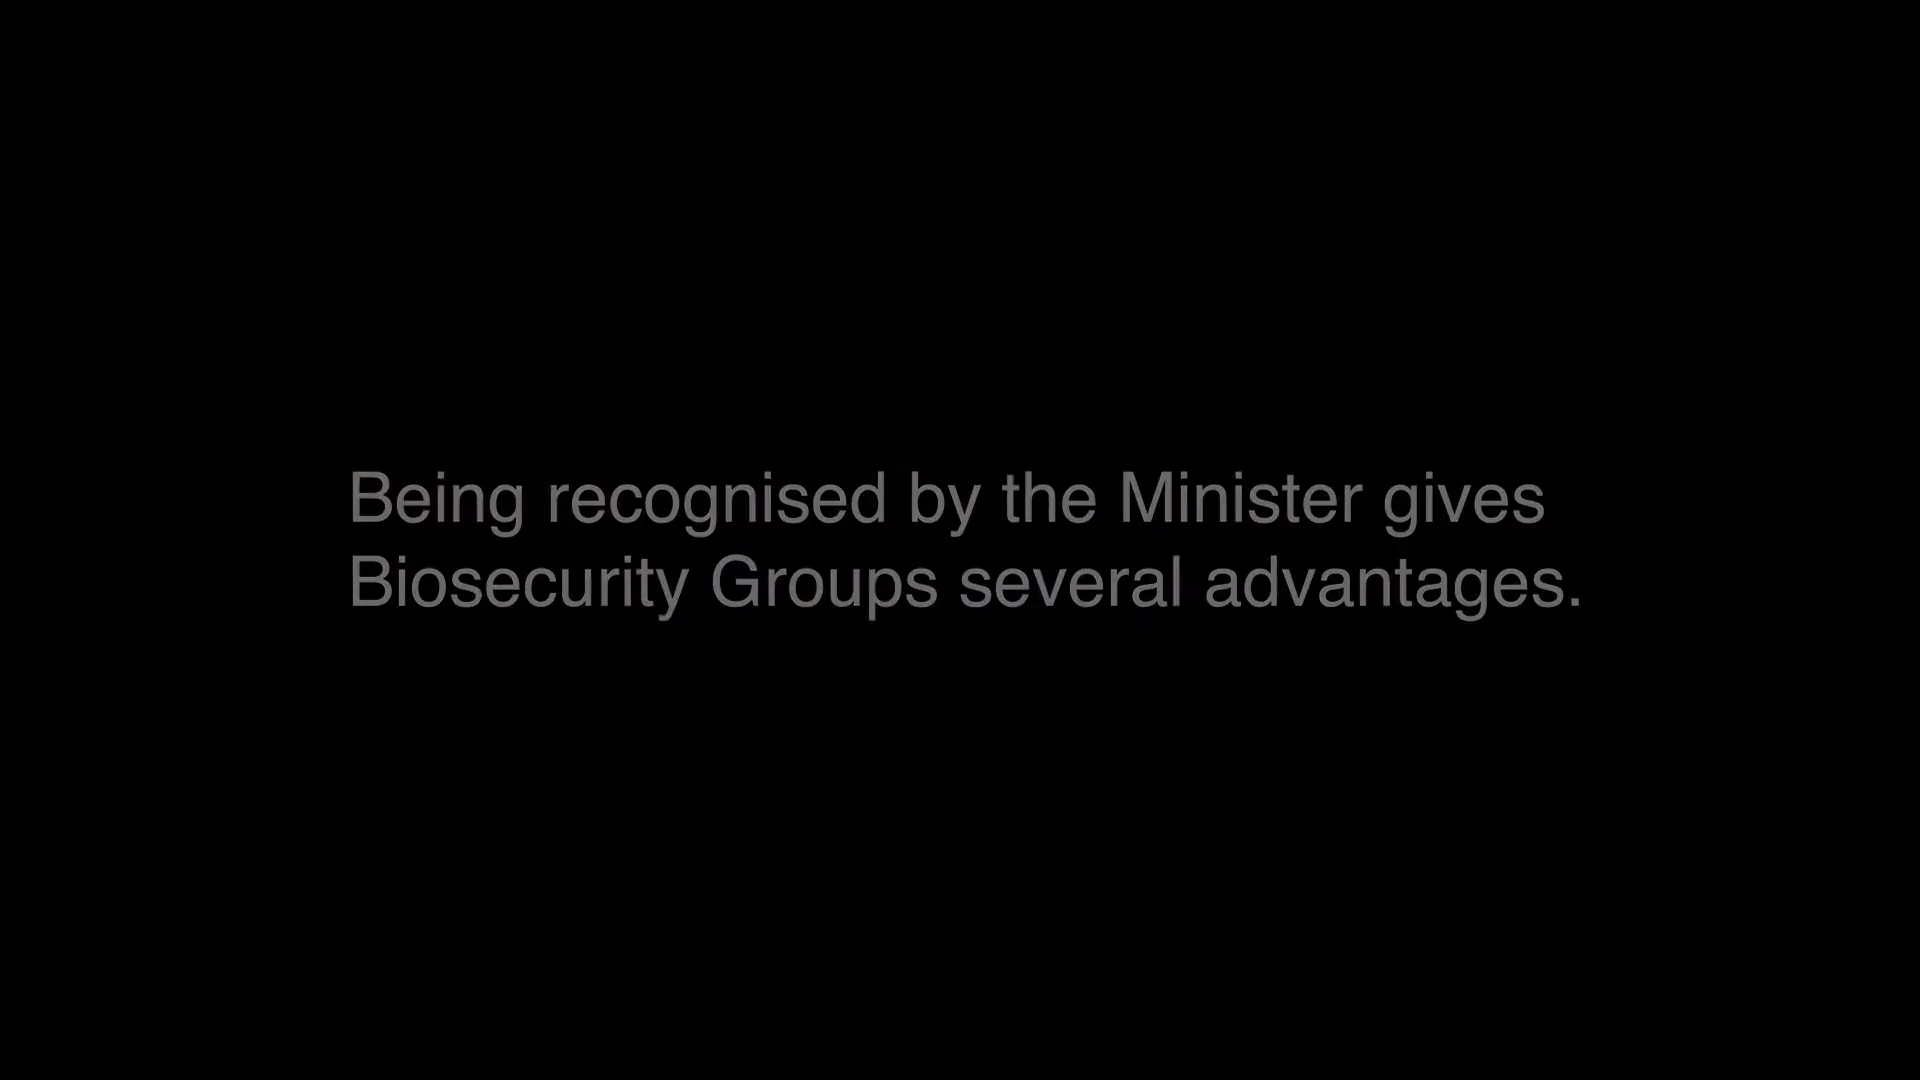 Being recognised by the Minister gives
Biosecurity Groups several advantages.